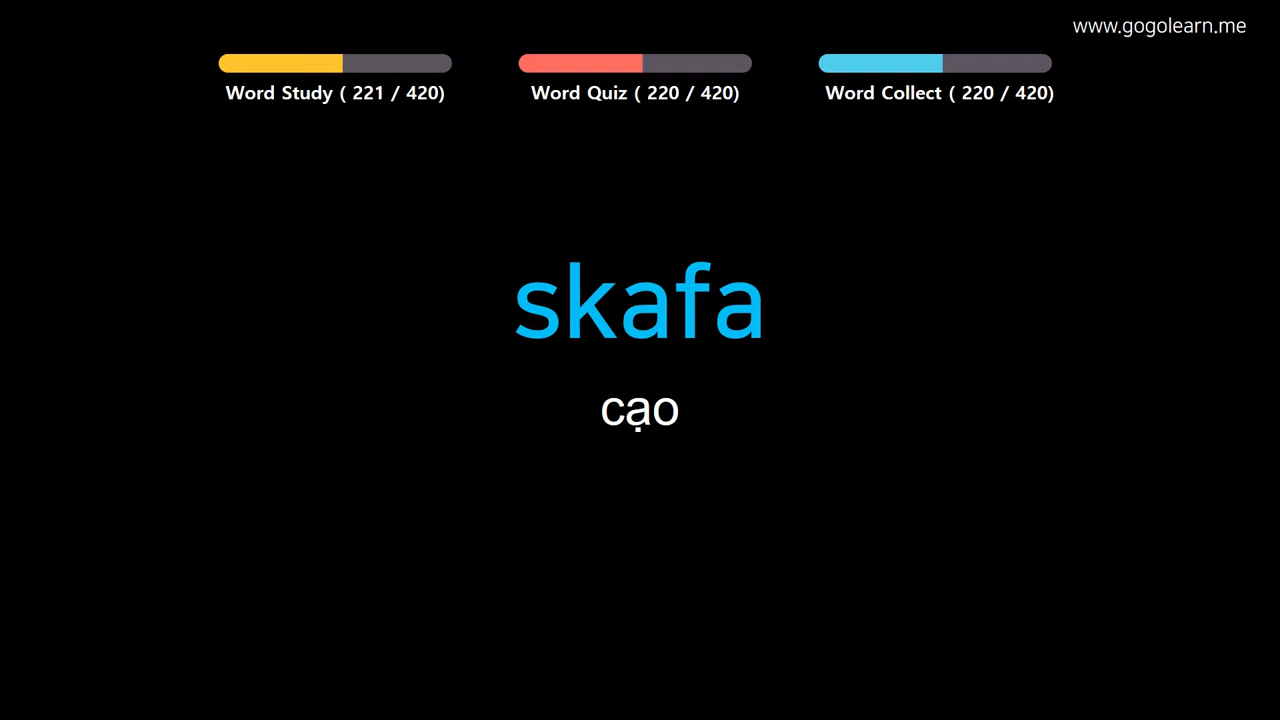 www.gogolearn.me
Word Study ( 221 / 420)
Word Quiz ( 220 / 420)
Word Collect ( 220 / 420)
skafa
cạo